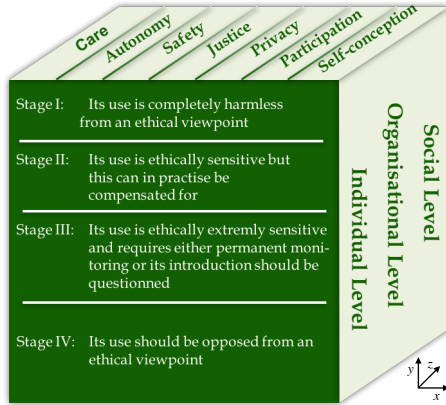 Care
Autonomy
Safety
Justice
Privacy
Participation
Self-conception
Stage I: Its use is completely harmless
from an ethical viewpoint
Stage II: Its use is ethically sensitive but
this can in practise be
compensated for
Stage III: Its use is ethically extremly sensitive
and requires either permanent moni-
toring or its introduction should be
questionned
Stage IV: Its use should be opposed from an
ethical viewpoint
Individual Level
Organisational Level
Social Level
y
z
x